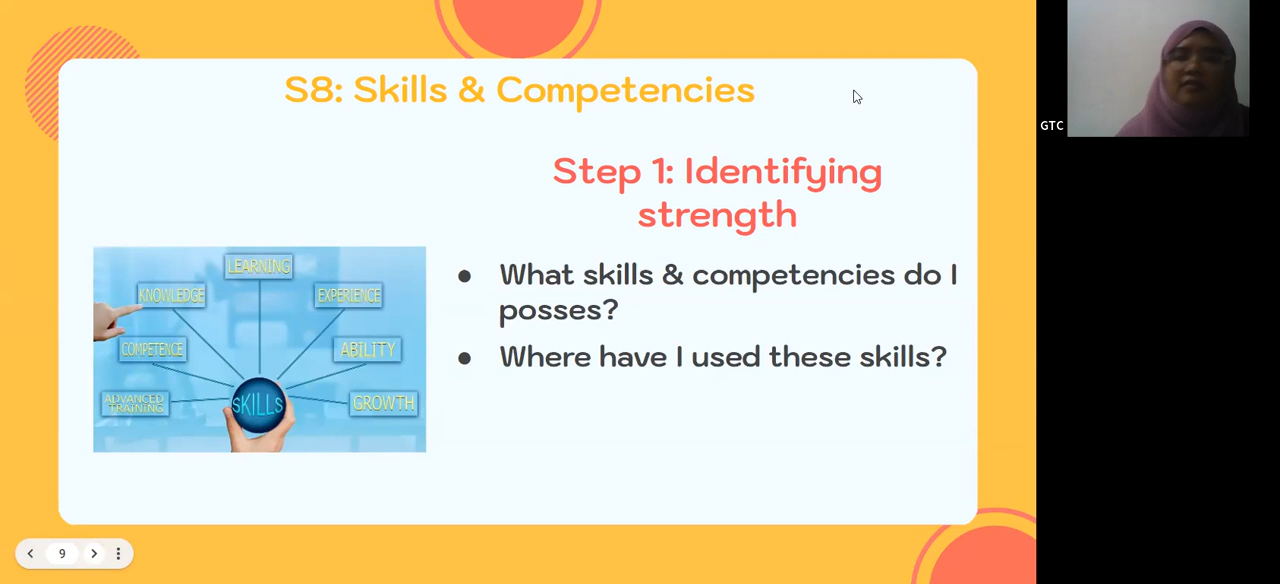 S8: Skills & Competencies
Step 1: Identifying
strength
● What skills & competencies do I
posses?
● Where have I used these skills?
LEARNING
KNOWLEDGE
EXPERIENCE
COMPETENCE
ABILITY
ADVANCED
TRAINING
SKILLS
GROWTH
9
GTC